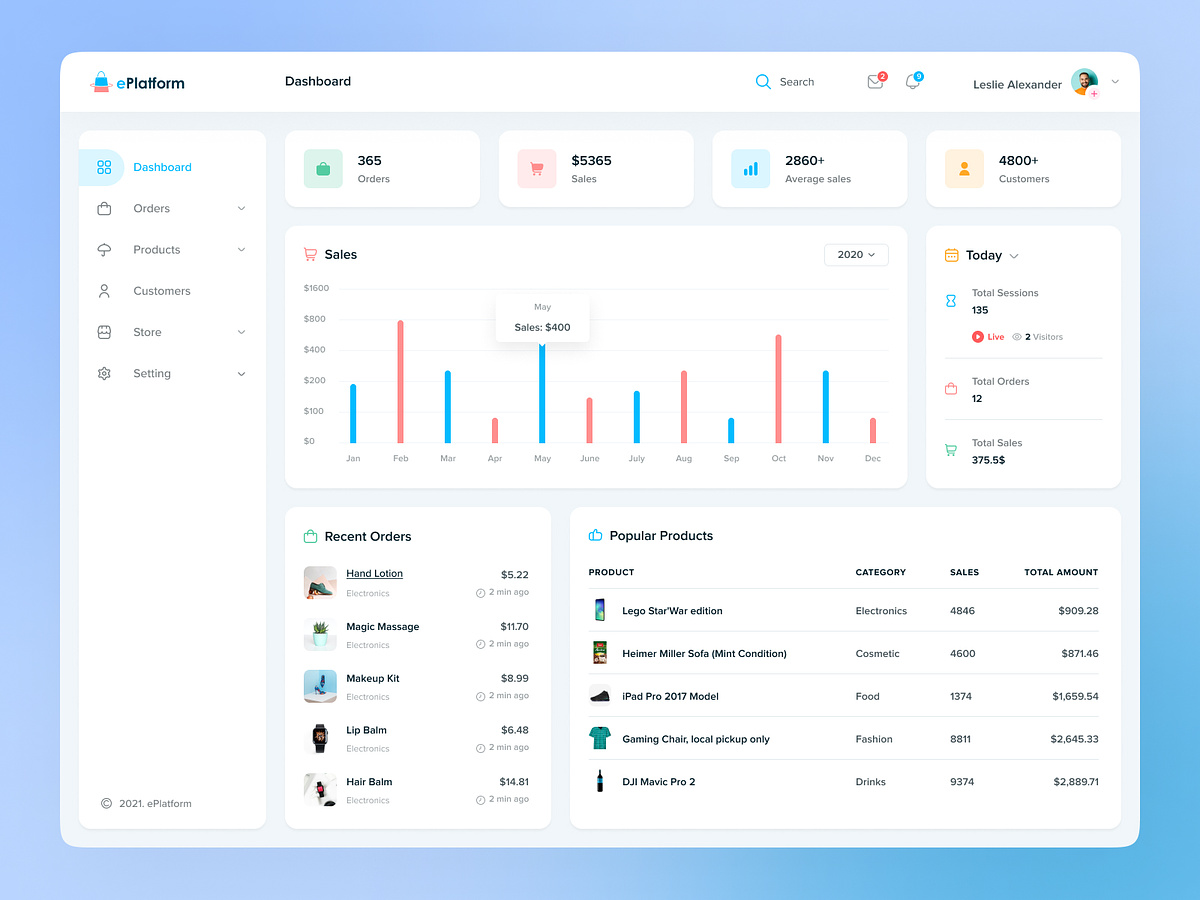 ePlatform
Dashboard
Search
2
9
Leslie Alexander
Dashboard
Orders
Products
Customers
Store
Setting
© 2021. ePlatform
365
Orders
$5365
Sales
2860+
Average sales
4800+
Customers
Sales
2020
$1600
$800
$400
$200
$100
$0
May
Sales: $400
Jan Feb Mar Apr May June July Aug Sep Oct Nov Dec
Today
Total Sessions
135
Live 2 Visitors
Total Orders
12
Total Sales
375.5$
Recent Orders
Hand Lotion $5.22
Electronics 2 min ago
Magic Massage $11.70
Electronics 2 min ago
Makeup Kit $8.99
Electronics 2 min ago
Lip Balm $6.48
Electronics 2 min ago
Hair Balm $14.81
Electronics 2 min ago
Popular Products
PRODUCT CATEGORY SALES TOTAL AMOUNT
Lego Star'War edition Electronics 4846 $909.28
Heimer Miller Sofa (Mint Condition) Cosmetic 4600 $871.46
iPad Pro 2017 Model Food 1374 $1,659.54
Gaming Chair, local pickup only Fashion 8811 $2,645.33
DJI Mavic Pro 2 Drinks 9374 $2,889.71